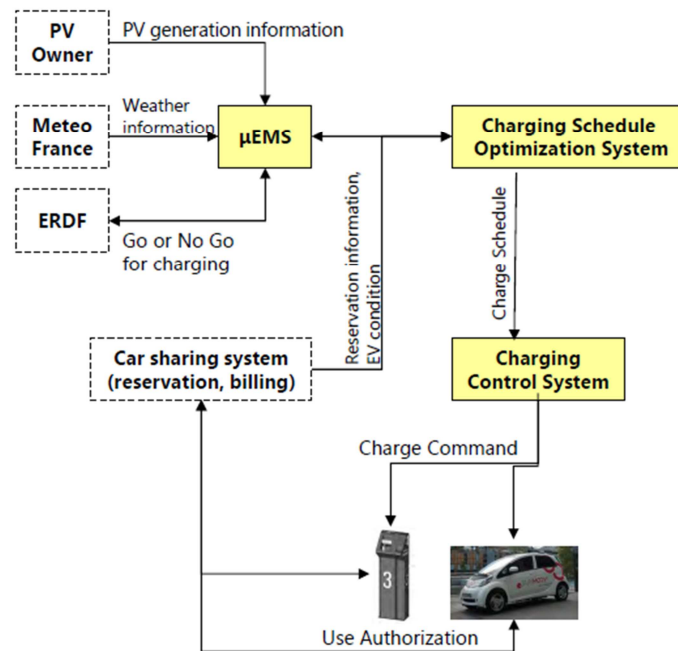 PV
Owner
PV generation information
Meteo
France
Weather
information
μEMS
Charging Schedule
Optimization System
ERDF
Go or No Go
for charging
Reservation information,
EV condition
Charge Schedule
Car sharing system
(reservation, billing)
Charging
Control System
Charge Command
3
Use Authorization